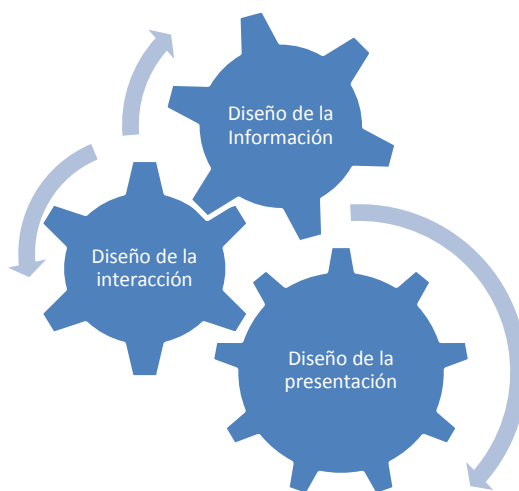 Diseño de la
Información
Diseño de la
interacción
Diseño de la
presentación